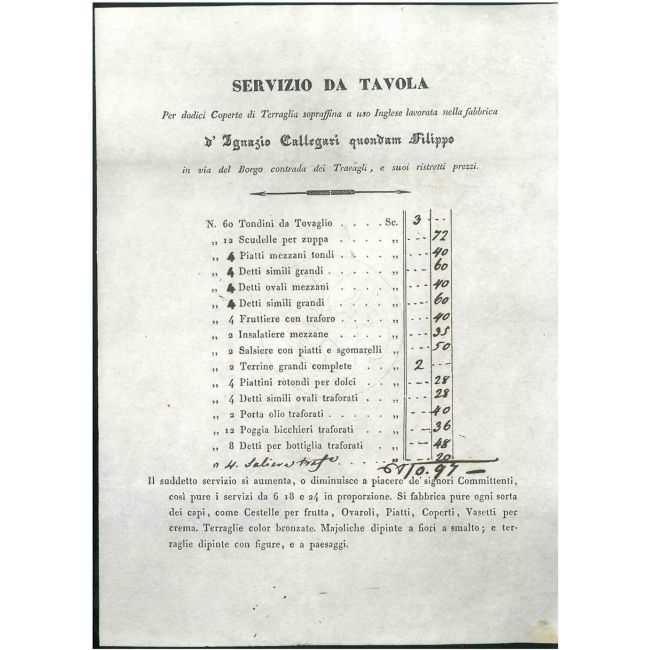 SERVIZIO DA TAVOLA
Per dodici Coperte di Terraglia sopraffina a uso Inglese lavorata nella fabbrica
d' Ignazio Callegari quondam Filippo
in via del Borgo contrada dei Travagli, e suoi ristretti prezzi.
N. 60 Tondini da Tovaglio . . . . Sc. 3 ---
„ 12 Scudelle per zuppa . . . . . „ --- 72
„ 4 Piatti mezzani tondi . . . . . „ --- 40
„ 4 Detti simili grandi . . . . . „ --- 60
„ 4 Detti ovali mezzani . . . . . „ --- 40
„ 4 Detti simili grandi . . . . . „ --- 60
„ 4 Fruttiere con traforo . . . . „ --- 40
„ 2 Insalatiere mezzane . . . . . „ --- 35
„ 2 Salsiere con piatti e sgomarelli „ --- 50
„ 2 Terrine grandi complete . . „ 2 ---
„ 4 Piattini rotondi per dolci . . „ --- 28
„ 4 Detti simili ovali traforati . . „ --- 28
„ 2 Porta olio traforati . . . . . „ --- 40
„ 12 Poggia bicchieri traforati . . „ --- 36
„ 8 Detti per bottiglia traforati . „ --- 48
„ 4. Saliere --- „ --- 20
10.97 —
Il suddetto servizio si aumenta, o diminuisce a piacere de' signori Committenti,
così pure i servizi da 6 18 e 24 in proporzione. Si fabbrica pure ogni sorta
dei capi, come Cestelle per frutta, Ovaroli, Piatti, Coperti, Vasetti per
crema. Terraglie color bronzate. Majoliche dipinte a fiori a smalto; e ter-
raglie dipinte con figure, e a paesaggi.